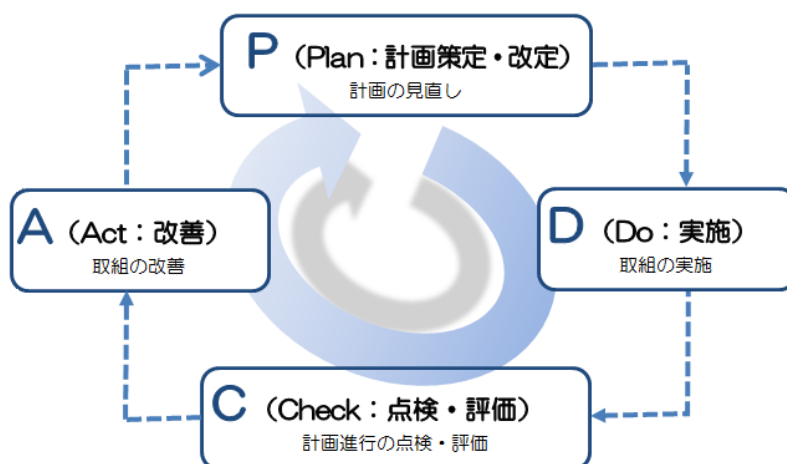 P（Plan：計画策定・改定）
計画の見直し
A（Act：改善）
取組の改善
D（Do：実施）
取組の実施
C（Check：点検・評価）
計画進行の点検・評価